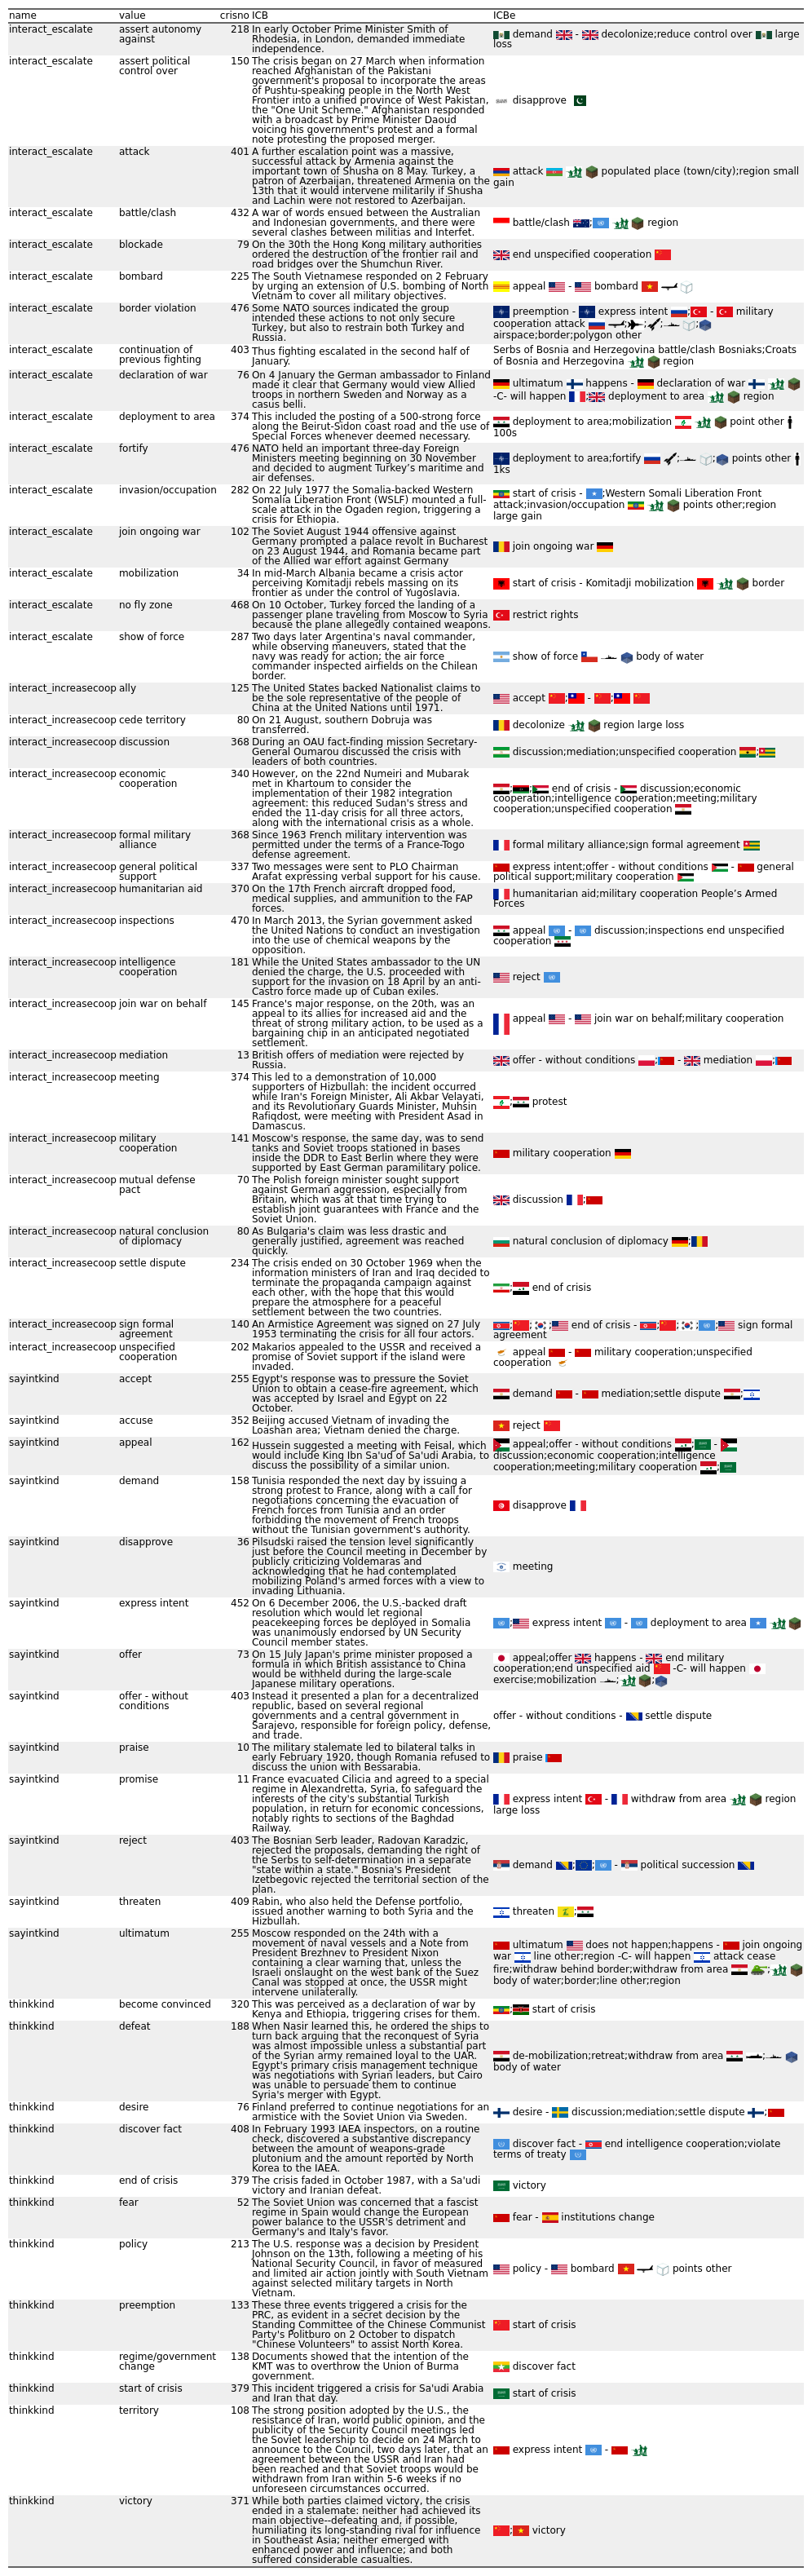 name value crisno ICB ICBe
interact_escalate assert autonomy against 218 In early October Prime Minister Smith of Rhodesia, in London, demanded immediate independence. demand - decolonize;reduce control over large loss
interact_escalate assert political control over 150 The crisis began on 27 March when information reached Afghanistan of the Pakistani government's proposal to incorporate the areas of Pushtu-speaking people in the North West Frontier into a unified province of West Pakistan, the "One Unit Scheme." Afghanistan responded with a broadcast by Prime Minister Daoud voicing his government's protest and a formal note protesting the proposed merger. disapprove
interact_escalate attack 401 A further escalation point was a massive, successful attack by Armenia against the important town of Shusha on 8 May. Turkey, a patron of Azerbaijan, threatened Armenia on the 13th that it would intervene militarily if Shusha and Lachin were not restored to Azerbaijan. attack populated place (town/city);region small gain
interact_escalate battle/clash 432 A war of words ensued between the Australian and Indonesian governments, and there were several clashes between militias and Interfet. battle/clash ; region
interact_escalate blockade 79 On the 30th the Hong Kong military authorities ordered the destruction of the frontier rail and road bridges over the Shumchun River. end unspecified cooperation
interact_escalate bombard 225 The South Vietnamese responded on 2 February by urging an extension of U.S. bombing of North Vietnam to cover all military objectives. appeal - bombard
interact_escalate border violation 476 Some NATO sources indicated the group intended these actions to not only secure Turkey, but also to restrain both Turkey and Russia. preemption - express intent ; - military cooperation attack ; ; ; ; airspace;border;polygon other
interact_escalate continuation of previous fighting 403 Thus fighting escalated in the second half of January. Serbs of Bosnia and Herzegovina battle/clash Bosniaks;Croats of Bosnia and Herzegovina region
interact_escalate declaration of war 76 On 4 January the German ambassador to Finland made it clear that Germany would view Allied troops in northern Sweden and Norway as a casus belli. ultimatum happens - declaration of war -C- will happen ; deployment to area region
interact_escalate deployment to area 374 This included the posting of a 500-strong force along the Beirut-Sidon coast road and the use of Special Forces whenever deemed necessary. deployment to area;mobilization point other 100s
interact_escalate fortify 476 NATO held an important three-day Foreign Ministers meeting beginning on 30 November and decided to augment Turkey's maritime and air defenses. deployment to area;fortify ; ; points other 1ks
interact_escalate invasion/occupation 282 On 22 July 1977 the Somalia-backed Western Somalia Liberation Front (WSLF) mounted a full-scale attack in the Ogaden region, triggering a crisis for Ethiopia. start of crisis - ;Western Somali Liberation Front attack;invasion/occupation points other;region large gain
interact_escalate join ongoing war 102 The Soviet August 1944 offensive against Germany prompted a palace revolt in Bucharest on 23 August 1944, and Romania became part of the Allied war effort against Germany join ongoing war
interact_escalate mobilization 34 In mid-March Albania became a crisis actor perceiving Komitadji rebels massing on its frontier as under the control of Yugoslavia. start of crisis - Komitadji mobilization border
interact_escalate no fly zone 468 On 10 October, Turkey forced the landing of a passenger plane traveling from Moscow to Syria because the plane allegedly contained weapons. restrict rights
interact_escalate show of force 287 Two days later Argentina's naval commander, while observing maneuvers, stated that the navy was ready for action; the air force commander inspected airfields on the Chilean border. show of force body of water
interact_increasecoop ally 125 The United States backed Nationalist claims to be the sole representative of the people of China at the United Nations until 1971. accept ; - ;
interact_increasecoop cede territory 80 On 21 August, southern Dobruja was transferred. decolonize region large loss
interact_increasecoop discussion 368 During an OAU fact-finding mission Secretary-General Oumarou discussed the crisis with leaders of both countries. discussion;mediation;unspecified cooperation ;
interact_increasecoop economic cooperation 340 However, on the 22nd Numeiri and Mubarak met in Khartoum to consider the implementation of their 1982 integration agreement: this reduced Sudan's stress and ended the 11-day crisis for all three actors, along with the international crisis as a whole. ; ; end of crisis - discussion;economic cooperation;intelligence cooperation;meeting;military cooperation;unspecified cooperation
interact_increasecoop formal military alliance 368 Since 1963 French military intervention was permitted under the terms of a France-Togo defense agreement. formal military alliance;sign formal agreement
interact_increasecoop general political support 337 Two messages were sent to PLO Chairman Arafat expressing verbal support for his cause. express intent;offer - without conditions - general political support;military cooperation
interact_increasecoop humanitarian aid 370 On the 17th French aircraft dropped food, medical supplies, and ammunition to the FAP forces. humanitarian aid;military cooperation People's Armed Forces
interact_increasecoop inspections 470 In March 2013, the Syrian government asked the United Nations to conduct an investigation into the use of chemical weapons by the opposition. appeal - discussion;inspections end unspecified cooperation
interact_increasecoop intelligence cooperation 181 While the United States ambassador to the UN denied the charge, the U.S. proceeded with support for the invasion on 18 April by an anti-Castro force made up of Cuban exiles. reject
interact_increasecoop join war on behalf 145 France's major response, on the 20th, was an appeal to its allies for increased aid and the threat of strong military action, to be used as a bargaining chip in an anticipated negotiated settlement. appeal - join war on behalf;military cooperation
interact_increasecoop mediation 13 British offers of mediation were rejected by Russia. offer - without conditions ; - mediation ;
interact_increasecoop meeting 374 This led to a demonstration of 10,000 supporters of Hizbullah: the incident occurred while Iran's Foreign Minister, Ali Akbar Velayati, and its Revolutionary Guards Minister, Muhsin Rafiqdost, were meeting with President Asad in Damascus. ; protest
interact_increasecoop military cooperation 141 Moscow's response, the same day, was to send tanks and Soviet troops stationed in bases inside the DDR to East Berlin where they were supported by East German paramilitary police. military cooperation
interact_increasecoop mutual defense pact 70 The Polish foreign minister sought support against German aggression, especially from Britain, which was at that time trying to establish joint guarantees with France and the Soviet Union. discussion ;
interact_increasecoop natural conclusion of diplomacy 80 As Bulgaria's claim was less drastic and generally justified, agreement was reached quickly. natural conclusion of diplomacy ;
interact_increasecoop settle dispute 234 The crisis ended on 30 October 1969 when the information ministers of Iran and Iraq decided to terminate the propaganda campaign against each other, with the hope that this would prepare the atmosphere for a peaceful settlement between the two countries. ; end of crisis
interact_increasecoop sign formal agreement 140 An Armistice Agreement was signed on 27 July 1953 terminating the crisis for all four actors. ; ; ; end of crisis - ; ; ; ; sign formal agreement
interact_increasecoop unspecified cooperation 202 Makarios appealed to the USSR and received a promise of Soviet support if the island were invaded. appeal - military cooperation;unspecified cooperation
sayintkind accept 255 Egypt's response was to pressure the Soviet Union to obtain a cease-fire agreement, which was accepted by Israel and Egypt on 22 October. demand - mediation;settle dispute ;
sayintkind accuse 352 Beijing accused Vietnam of invading the Loashan area; Vietnam denied the charge. reject
sayintkind appeal 162 Hussein suggested a meeting with Feisal, which would include King Ibn Sa'ud of Sa'udi Arabia, to discuss the possibility of a similar union. appeal;offer - without conditions ; - discussion;economic cooperation;intelligence cooperation;meeting;military cooperation ;
sayintkind demand 158 Tunisia responded the next day by issuing a strong protest to France, along with a call for negotiations concerning the evacuation of French forces from Tunisia and an order forbidding the movement of French troops without the Tunisian government's authority. disapprove
sayintkind disapprove 36 Pilsudski raised the tension level significantly just before the Council meeting in December by publicly criticizing Voldemaras and acknowledging that he had contemplated mobilizing Poland's armed forces with a view to invading Lithuania. meeting
sayintkind express intent 452 On 6 December 2006, the U.S.-backed draft resolution which would let regional peacekeeping forces be deployed in Somalia was unanimously endorsed by UN Security Council member states. ; express intent - deployment to area
sayintkind offer 73 On 15 July Japan's prime minister proposed a formula in which British assistance to China would be withheld during the large-scale Japanese military operations. appeal;offer happens - end military cooperation;end unspecified aid -C- will happen exercise;mobilization ; ;
sayintkind offer - without conditions 403 Instead it presented a plan for a decentralized republic, based on several regional governments and a central government in Sarajevo, responsible for foreign policy, defense, and trade. offer - without conditions - settle dispute
sayintkind praise 10 The military stalemate led to bilateral talks in early February 1920, though Romania refused to discuss the union with Bessarabia. praise
sayintkind promise 11 France evacuated Cilicia and agreed to a special regime in Alexandretta, Syria, to safeguard the interests of the city's substantial Turkish population, in return for economic concessions, notably rights to sections of the Baghdad Railway. express intent - withdraw from area region large loss
sayintkind reject 403 The Bosnian Serb leader, Radovan Karadzic, rejected the proposals, demanding the right of the Serbs to self-determination in a separate "state within a state." Bosnia's President Izetbegovic rejected the territorial section of the plan. demand ; ; - political succession
sayintkind threaten 409 Rabin, who also held the Defense portfolio, issued another warning to both Syria and the Hizbullah. threaten ;
sayintkind ultimatum 255 Moscow responded on the 24th with a movement of naval vessels and a Note from President Brezhnev to President Nixon containing a clear warning that, unless the Israeli onslaught on the west bank of the Suez Canal was stopped at once, the USSR might intervene unilaterally. ultimatum does not happen;happens - join ongoing war line other;region -C- will happen attack cease fire;withdraw behind border;withdraw from area ; body of water;border;line other;region
thinkkind become convinced 320 This was perceived as a declaration of war by Kenya and Ethiopia, triggering crises for them. ; start of crisis
thinkkind defeat 188 When Nasir learned this, he ordered the ships to turn back arguing that the reconquest of Syria was almost impossible unless a substantial part of the Syrian army remained loyal to the UAR. Egypt's primary crisis management technique was negotiations with Syrian leaders, but Cairo was unable to persuade them to continue Syria's merger with Egypt. de-mobilization;retreat;withdraw from area ; body of water
thinkkind desire 76 Finland preferred to continue negotiations for an armistice with the Soviet Union via Sweden. desire - discussion;mediation;settle dispute ;
thinkkind discover fact 408 In February 1993 IAEA inspectors, on a routine check, discovered a substantive discrepancy between the amount of weapons-grade plutonium and the amount reported by North Korea to the IAEA. discover fact - end intelligence cooperation;violate terms of treaty
thinkkind end of crisis 379 The crisis faded in October 1987, with a Sa'udi victory and Iranian defeat. victory
thinkkind fear 52 The Soviet Union was concerned that a fascist regime in Spain would change the European power balance to the USSR's detriment and Germany's and Italy's favor. fear - institutions change
thinkkind policy 213 The U.S. response was a decision by President Johnson on the 13th, following a meeting of his National Security Council, in favor of measured and limited air action jointly with South Vietnam against selected military targets in North Vietnam. policy - bombard points other
thinkkind preemption 133 These three events triggered a crisis for the PRC, as evident in a secret decision by the Standing Committee of the Chinese Communist Party's Politburo on 2 October to dispatch "Chinese Volunteers" to assist North Korea. start of crisis
thinkkind regime/government change 138 Documents showed that the intention of the KMT was to overthrow the Union of Burma government. discover fact
thinkkind start of crisis 379 This incident triggered a crisis for Sa'udi Arabia and Iran that day. start of crisis
thinkkind territory 108 The strong position adopted by the U.S., the resistance of Iran, world public opinion, and the publicity of the Security Council meetings led the Soviet leadership to decide on 24 March to announce to the Council, two days later, that an agreement between the USSR and Iran had been reached and that Soviet troops would be withdrawn from Iran within 5-6 weeks if no unforeseen circumstances occurred. express intent -
thinkkind victory 371 While both parties claimed victory, the crisis ended in a stalemate: neither had achieved its main objective--defeating and, if possible, humiliating its long-standing rival for influence in Southeast Asia; neither emerged with enhanced power and influence; and both suffered considerable casualties. ; victory